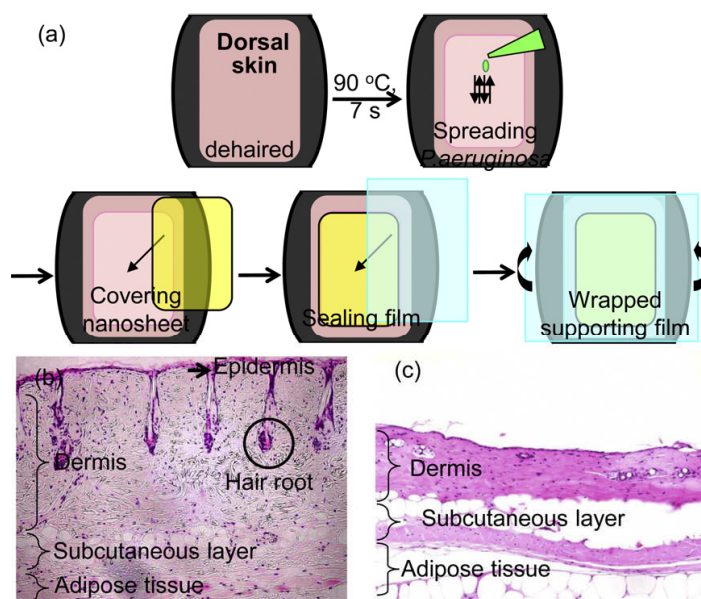 (a)
Dorsal
skin
dehaired
90 °C,
7 s
Spreading
P.aeruginosa
Covering
nanosheet
Sealing film
Wrapped
supporting film
(b)
Epidermis
Dermis
Hair root
Subcutaneous layer
Adipose tissue
(c)
Dermis
Subcutaneous layer
Adipose tissue